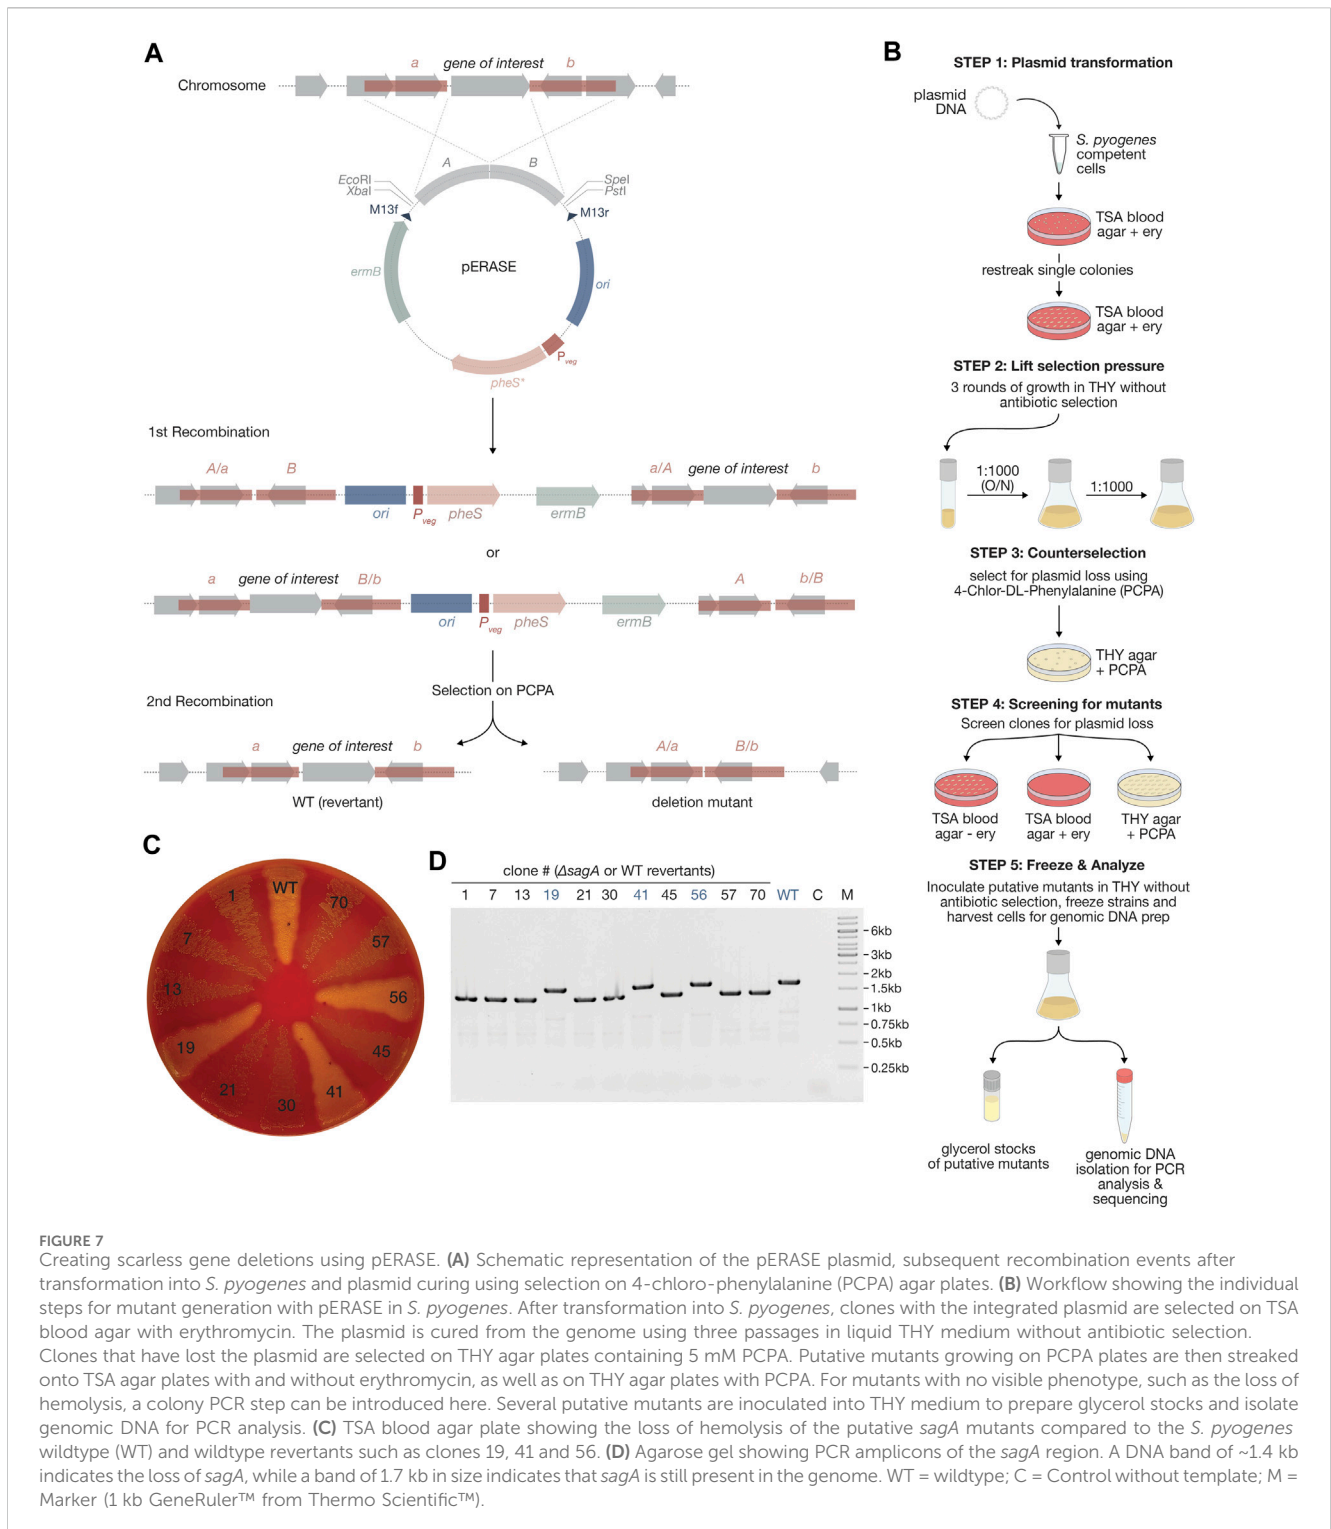 A
a gene of interest b
Chromosome
A B
EcoRI
XbaI
SpeI
PstI
M13f
M13r
ermB
pERASE
ori
Pveg
pheS*
1st Recombination
A/a B a/A gene of interest b
ori Pveg pheS ermB
or
a gene of interest B/b A b/B
ori Pveg pheS ermB
Selection on PCPA
2nd Recombination
a gene of interest b A/a B/b
WT (revertant) deletion mutant
B
STEP 1: Plasmid transformation
plasmid
DNA
S. pyogenes
competent
cells
TSA blood
agar + ery
restreak single colonies
TSA blood
agar + ery
STEP 2: Lift selection pressure
3 rounds of growth in THY without
antibiotic selection
1:1000
(O/N)
1:1000
STEP 3: Counterselection
select for plasmid loss using
4-Chlor-DL-Phenylalanine (PCPA)
THY agar
+ PCPA
STEP 4: Screening for mutants
Screen clones for plasmid loss
TSA blood
agar - ery
TSA blood
agar + ery
THY agar
+ PCPA
STEP 5: Freeze & Analyze
Inoculate putative mutants in THY without
antibiotic selection, freeze strains and
harvest cells for genomic DNA prep
glycerol stocks
of putative mutants
genomic DNA
isolation for PCR
analysis &
sequencing
C
WT
70
57
56
45
41
30
21
19
13
7
1
D
clone # (ΔsagA or WT revertants)
1 7 13 19 21 30 41 45 56 57 70 WT C M
6kb
3kb
2kb
1.5kb
1kb
0.75kb
0.5kb
0.25kb
FIGURE 7
Creating scarless gene deletions using pERASE. (A) Schematic representation of the pERASE plasmid, subsequent recombination events after
transformation into S. pyogenes and plasmid curing using selection on 4-chloro-phenylalanine (PCPA) agar plates. (B) Workflow showing the individual
steps for mutant generation with pERASE in S. pyogenes. After transformation into S. pyogenes, clones with the integrated plasmid are selected on TSA
blood agar with erythromycin. The plasmid is cured from the genome using three passages in liquid THY medium without antibiotic selection.
Clones that have lost the plasmid are selected on THY agar plates containing 5 mM PCPA. Putative mutants growing on PCPA plates are then streaked
onto TSA agar plates with and without erythromycin, as well as on THY agar plates with PCPA. For mutants with no visible phenotype, such as the loss of
hemolysis, a colony PCR step can be introduced here. Several putative mutants are inoculated into THY medium to prepare glycerol stocks and isolate
genomic DNA for PCR analysis. (C) TSA blood agar plate showing the loss of hemolysis of the putative sagA mutants compared to the S. pyogenes
wildtype (WT) and wildtype revertants such as clones 19, 41 and 56. (D) Agarose gel showing PCR amplicons of the sagA region. A DNA band of ~1.4 kb
indicates the loss of sagA, while a band of 1.7 kb in size indicates that sagA is still present in the genome. WT = wildtype; C = Control without template; M =
Marker (1 kb GeneRuler™ from Thermo Scientific™).